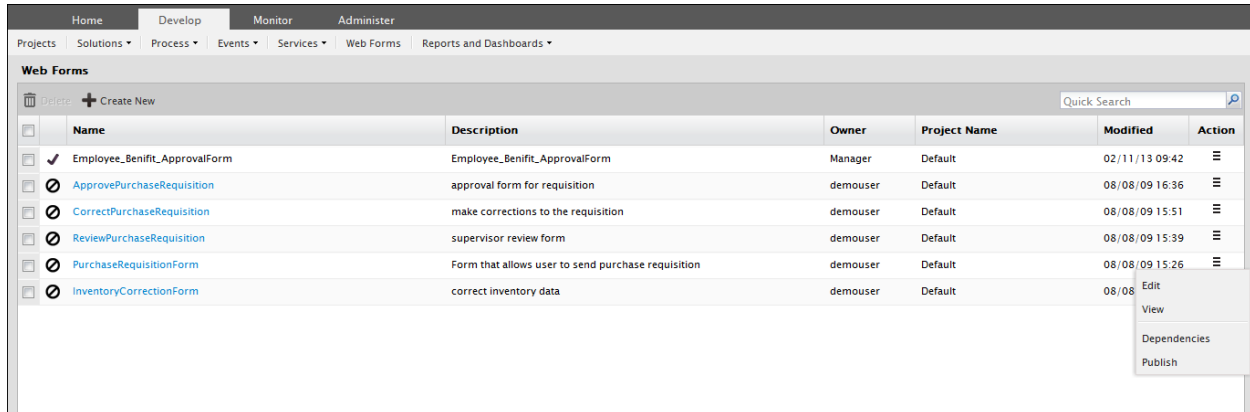 Home Develop Monitor Administer
Projects Solutions Process Events Services Web Forms Reports and Dashboards
Web Forms
Delete Create New Quick Search
Name Description Owner Project Name Modified Action
Employee_Benifit_ApprovalForm Employee_Benifit_ApprovalForm Manager Default 02/11/13 09:42
ApprovePurchaseRequisition approval form for requisition demouser Default 08/08/09 16:36
CorrectPurchaseRequisition make corrections to the requisition demouser Default 08/08/09 15:51
ReviewPurchaseRequisition supervisor review form demouser Default 08/08/09 15:39
PurchaseRequisitionForm Form that allows user to send purchase requisition demouser Default 08/08/09 15:26
InventoryCorrectionForm correct inventory data demouser Default 08/08
Edit
View
Dependencies
Publish